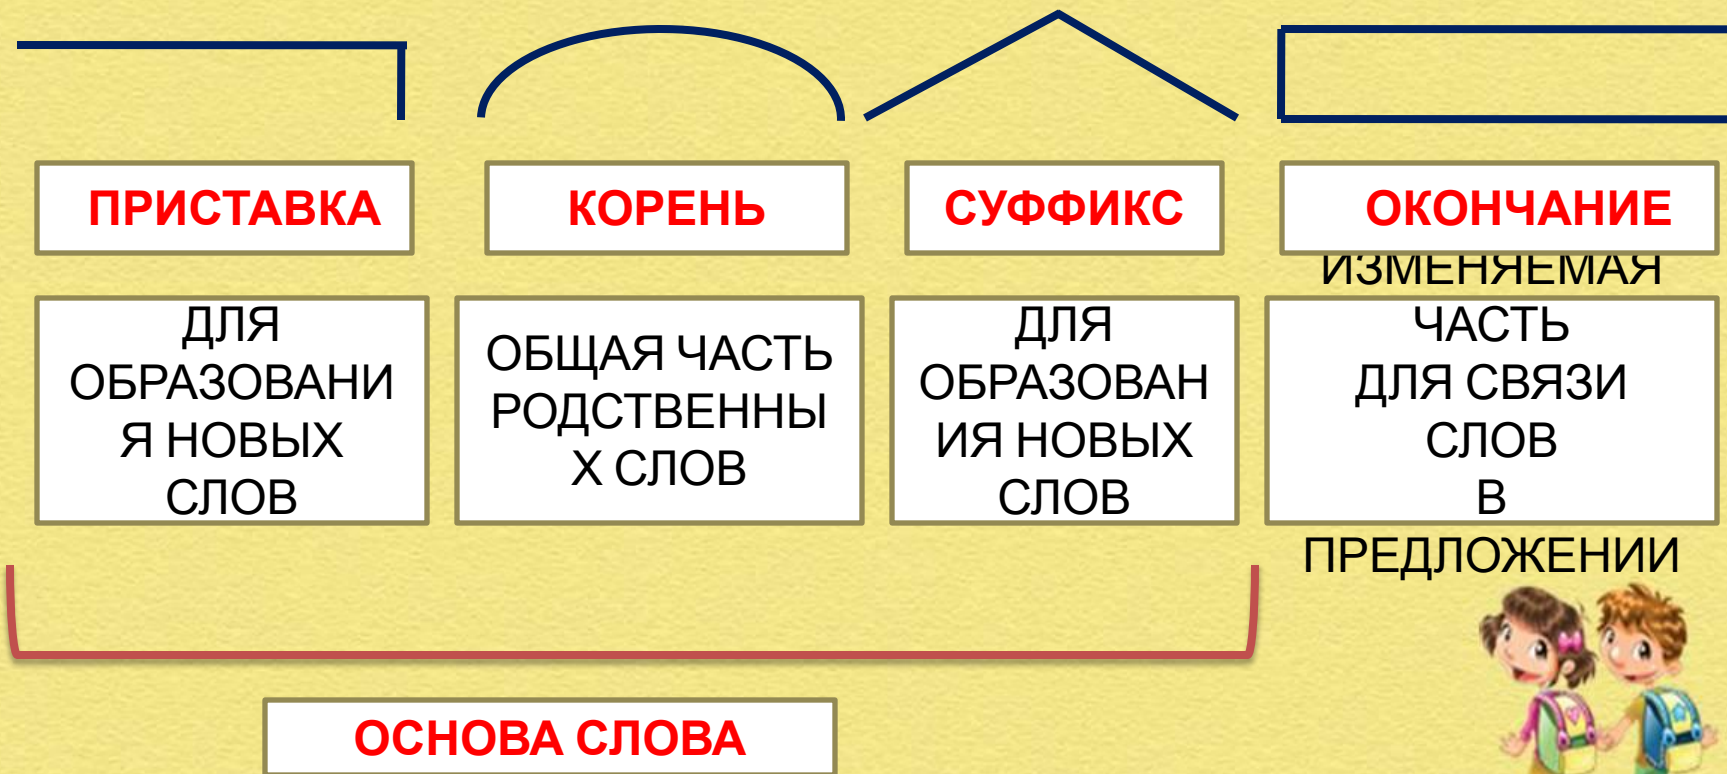 ПРИСТАВКА
КОРЕНЬ
СУФФИКС
ОКОНЧАНИЕ
ДЛЯ
ОБРАЗОВАНИ
Я НОВЫХ
СЛОВ
ОБЩАЯ ЧАСТЬ
РОДСТВЕННЫ
Х СЛОВ
ДЛЯ
ОБРАЗОВАН
ИЯ НОВЫХ
СЛОВ
ИЗМЕНЯЕМАЯ
ЧАСТЬ
ДЛЯ СВЯЗИ
СЛОВ
В
ПРЕДЛОЖЕНИИ
ОСНОВА СЛОВА